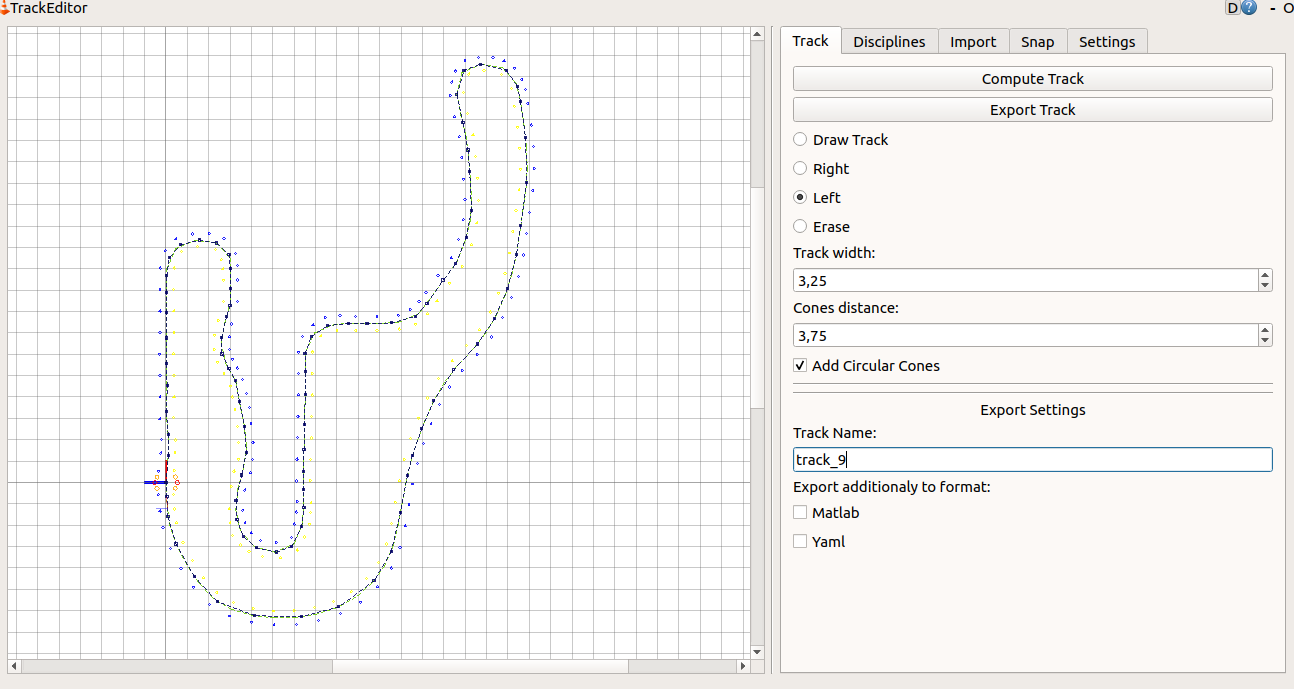 TrackEditor
D ? - O
Track Disciplines Import Snap Settings
Compute Track
Export Track
Draw Track
Right
Left
Erase
Track width:
3,25
Cones distance:
3,75
Add Circular Cones
Export Settings
Track Name:
track_9
Export additionaly to format:
Matlab
Yaml